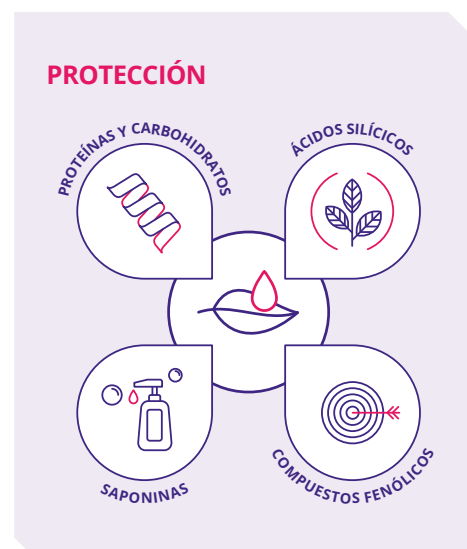 PROTECCIÓN
PROTEÍNAS Y CARBOHIDRATOS
ÁCIDOS SILÍCICOS
SAPONINAS
COMPUESTOS FENÓLICOS